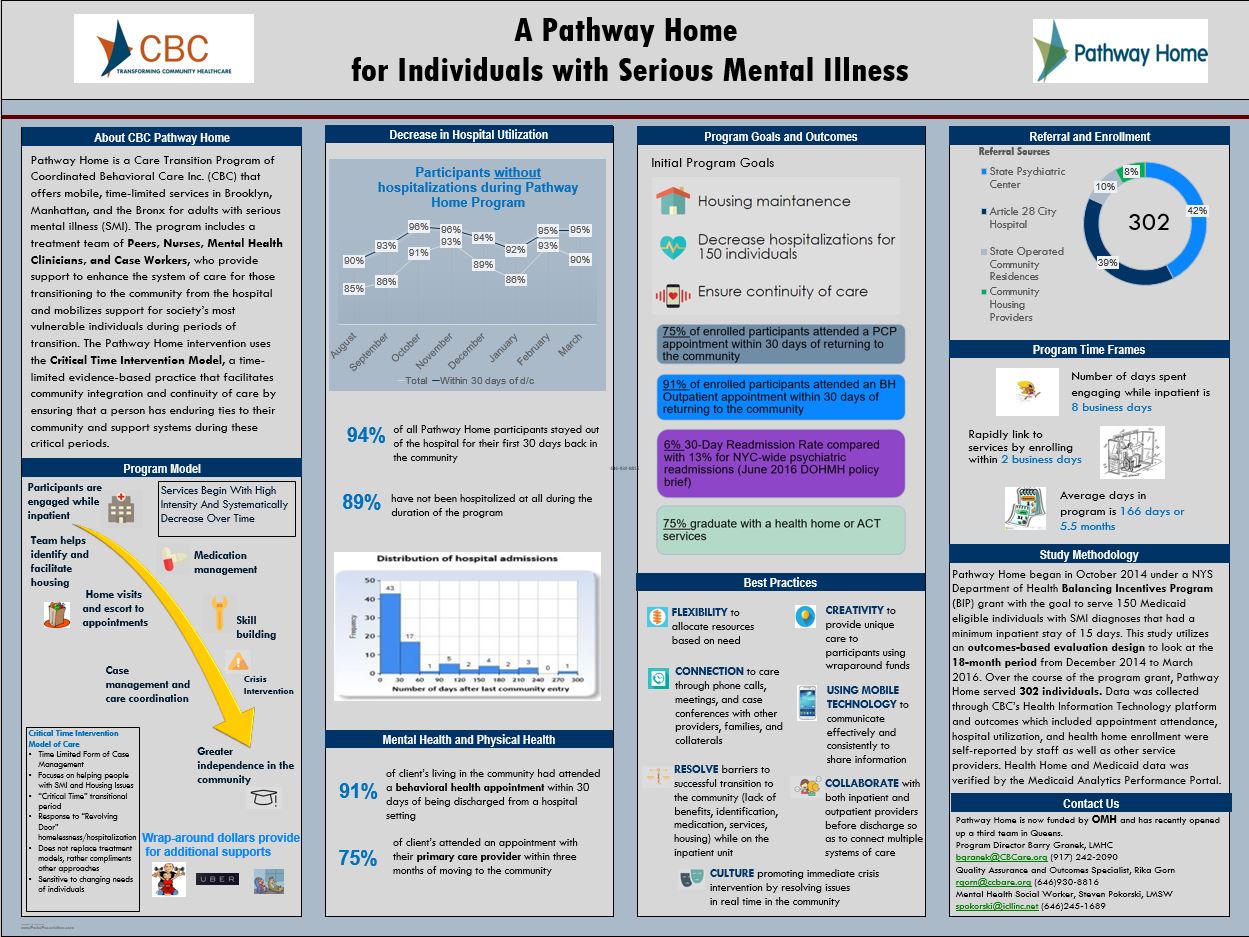 CBC
TRANSFORMING COMMUNITY HEALTHCARE
A Pathway Home
for Individuals with Serious Mental Illness
Pathway Home
About CBC Pathway Home
Pathway Home is a Care Transition Program of
Coordinated Behavioral Care Inc. (CBC) that
offers mobile, time-limited services in Brooklyn,
Manhattan, and the Bronx for adults with serious
mental illness (SMI). The program includes a
treatment team of Peers, Nurses, Mental Health
Clinicians, and Case Workers, who provide
support to enhance the system of care for those
transitioning to the community from the hospital
and mobilizes support for society's most
vulnerable individuals during periods of
transition. The Pathway Home intervention uses
the Critical Time Intervention Model, a time-
limited evidence-based practice that facilitates
community integration and continuity of care by
ensuring that a person has enduring ties to their
community and support systems during these
critical periods.
Program Model
Participants are
engaged while
inpatient
Services Begin With High
Intensity And Systematically
Decrease Over Time
Team helps
identify and
facilitate
housing
Medication
management
Home visits
and escort to
appointments
Skill
building
Case
management and
care coordination
Crisis
Intervention
Greater
independence in the
community
Critical Time Intervention
Model of Care
• Time Limited Form of Case
Management
• Focuses on helping people
with SMI and Housing Issues
• "Critical Time" transitional
period
• Response to "Revolving
Door"
homelessness/hospitalization
• Does not replace treatment
models, rather compliments
other approaches
• Sensitive to changing needs
of individuals
Wrap-around dollars provide
for additional supports
UBER
Decrease in Hospital Utilization
Participants without
hospitalizations during Pathway
Home Program
90% 93% 96% 96% 94% 92% 95% 95%
85% 86% 91% 93% 89% 86% 93% 90%
August September October November December January February March
Total Within 30 days of d/c
94% of all Pathway Home participants stayed out
of the hospital for their first 30 days back in
the community
89% have not been hospitalized at all during the
duration of the program
Distribution of hospital admissions
Frequency
50
40
30
20
10
0
43 17 1 5 2 4 2 3 0 1
0 30 60 90 120 150 180 210 240 270 300
Number of days after last community entry
Mental Health and Physical Health
91% of client's living in the community had attended
a behavioral health appointment within 30
days of being discharged from a hospital
setting
75% of client's attended an appointment with
their primary care provider within three
months of moving to the community
Program Goals and Outcomes
Initial Program Goals
Housing maintanence
Decrease hospitalizations for
150 individuals
Ensure continuity of care
75% of enrolled participants attended a PCP
appointment within 30 days of returning to
the community
91% of enrolled participants attended an BH
Outpatient appointment within 30 days of
returning to the community
6% 30-Day Readmission Rate compared
with 13% for NYC-wide psychiatric
readmissions (June 2016 DOHMH policy
brief)
75% graduate with a health home or ACT
services
Best Practices
FLEXIBILITY to
allocate resources
based on need
CONNECTION to care
through phone calls,
meetings, and case
conferences with other
providers, families, and
collaterals
RESOLVE barriers to
successful transition to
the community (lack of
benefits, identification,
medication, services,
housing) while on the
inpatient unit
CREATIVITY to
provide unique
care to
participants using
wraparound funds
USING MOBILE
TECHNOLOGY to
communicate
effectively and
consistently to
share information
COLLABORATE with
both inpatient and
outpatient providers
before discharge so
as to connect multiple
systems of care
CULTURE promoting immediate crisis
intervention by resolving issues
in real time in the community
Referral and Enrollment
Referral Sources
State Psychiatric
Center
Article 28 City
Hospital
State Operated
Community
Residences
Community
Housing
Providers
8%
10%
42%
39%
302
Program Time Frames
Number of days spent
engaging while inpatient is
8 business days
Rapidly link to
services by enrolling
within 2 business days
Average days in
program is 166 days or
5.5 months
Study Methodology
Pathway Home began in October 2014 under a NYS
Department of Health Balancing Incentives Program
(BIP) grant with the goal to serve 150 Medicaid
eligible individuals with SMI diagnoses that had a
minimum inpatient stay of 15 days. This study utilizes
an outcomes-based evaluation design to look at the
18-month period from December 2014 to March
2016. Over the course of the program grant, Pathway
Home served 302 individuals. Data was collected
through CBC's Health Information Technology platform
and outcomes which included appointment attendance,
hospital utilization, and health home enrollment were
self-reported by staff as well as other service
providers. Health Home and Medicaid data was
verified by the Medicaid Analytics Performance Portal.
Contact Us
Pathway Home is now funded by OMH and has recently opened
up a third team in Queens.
Program Director Barry Granek, LMHC
bgranek@CBCare.org (917) 242-2090
Quality Assurance and Outcomes Specialist, Rika Gorn
rgorn@cbcare.org (646)930-8816
Mental Health Social Worker, Steven Pokorski, LMSW
spokorski@icllinc.net (646)245-1689